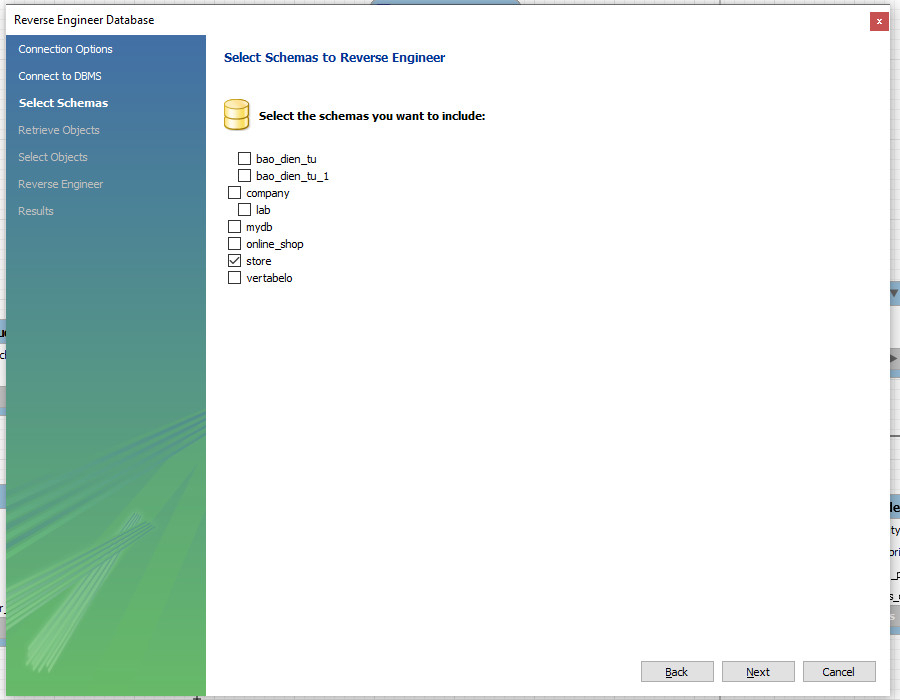 Reverse Engineer Database
x
Connection Options
Connect to DBMS
Select Schemas
Retrieve Objects
Select Objects
Reverse Engineer
Results
Select Schemas to Reverse Engineer
Select the schemas you want to include:
bao_dien_tu
bao_dien_tu_1
company
lab
mydb
online_shop
store
vertabelo
Back
Next
Cancel